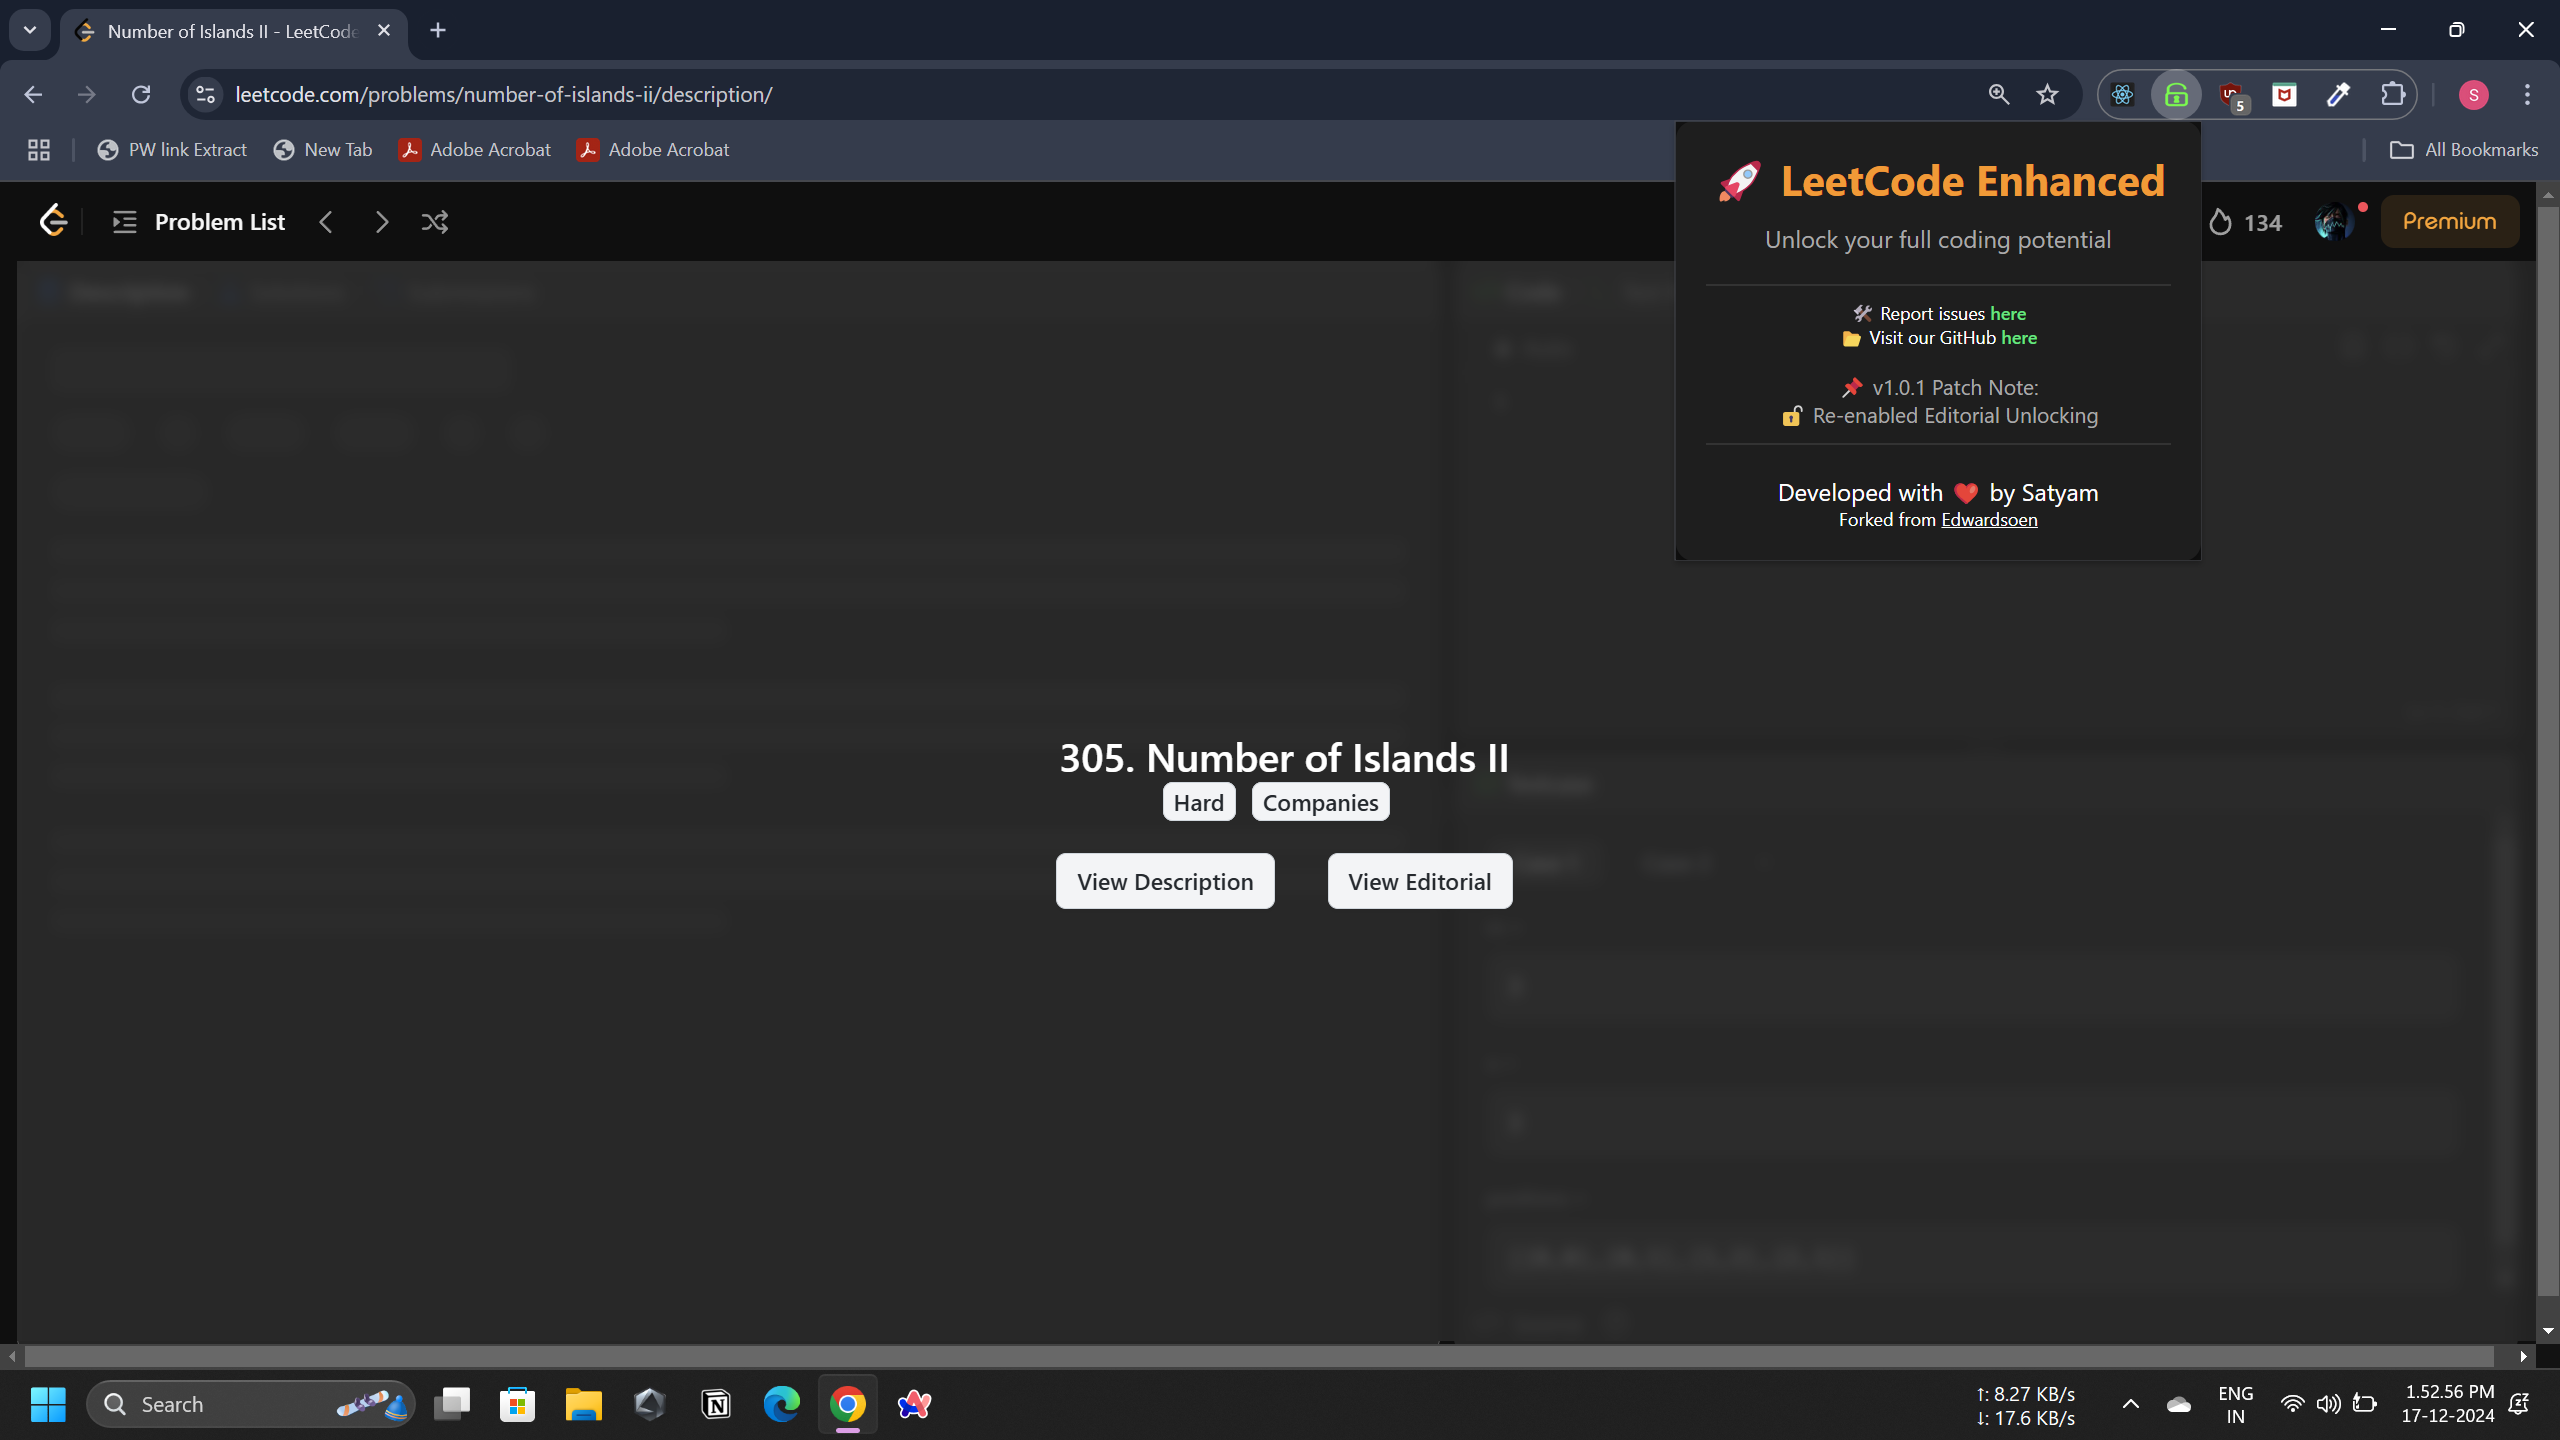 Number of Islands II - LeetCode
leetcode.com/problems/number-of-islands-ii/description/
5
S
PW link Extract
New Tab
Adobe Acrobat
Adobe Acrobat
All Bookmarks
Problem List
134
Premium
🚀 LeetCode Enhanced
Unlock your full coding potential
🛠️ Report issues here
📂 Visit our GitHub here
📌 v1.0.1 Patch Note:
🔓 Re-enabled Editorial Unlocking
Developed with ❤️ by Satyam
Forked from Edwardsoen
305. Number of Islands II
Hard
Companies
View Description
View Editorial
Search
↑: 8.27 KB/s
↓: 17.6 KB/s
ENG
IN
1.52.56 PM
17-12-2024